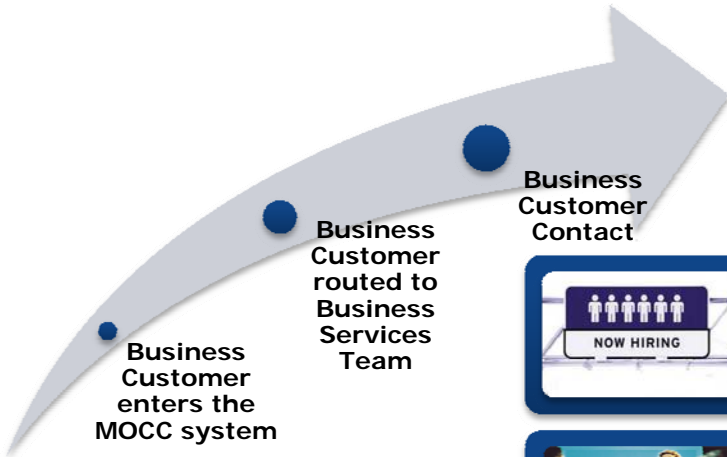 Business
Customer
enters the
MOCC system
Business
Customer
routed to
Business
Services
Team
Business
Customer
Contact
NOW HIRING